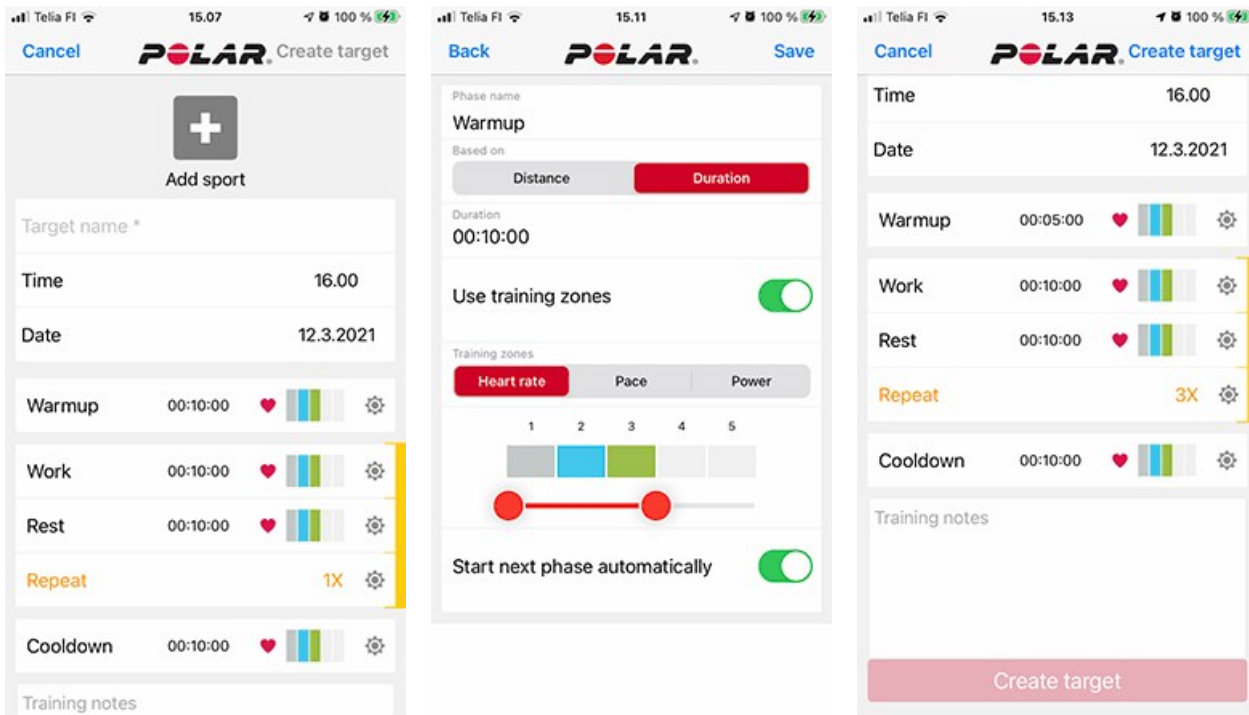 Telia FI 15.07 100 %
Cancel POLAR. Create target
Add sport
Target name *
Time 16.00
Date 12.3.2021
Warmup 00:10:00
Work 00:10:00
Rest 00:10:00
Repeat 1X
Cooldown 00:10:00
Training notes
Telia FI 15.11 100 %
Back POLAR. Save
Phase name
Warmup
Based on
Distance Duration
Duration
00:10:00
Use training zones
Training zones
Heart rate Pace Power
1 2 3 4 5
Start next phase automatically
Telia FI 15.13 100 %
Cancel POLAR. Create target
Time 16.00
Date 12.3.2021
Warmup 00:05:00
Work 00:10:00
Rest 00:10:00
Repeat 3X
Cooldown 00:10:00
Training notes
Create target